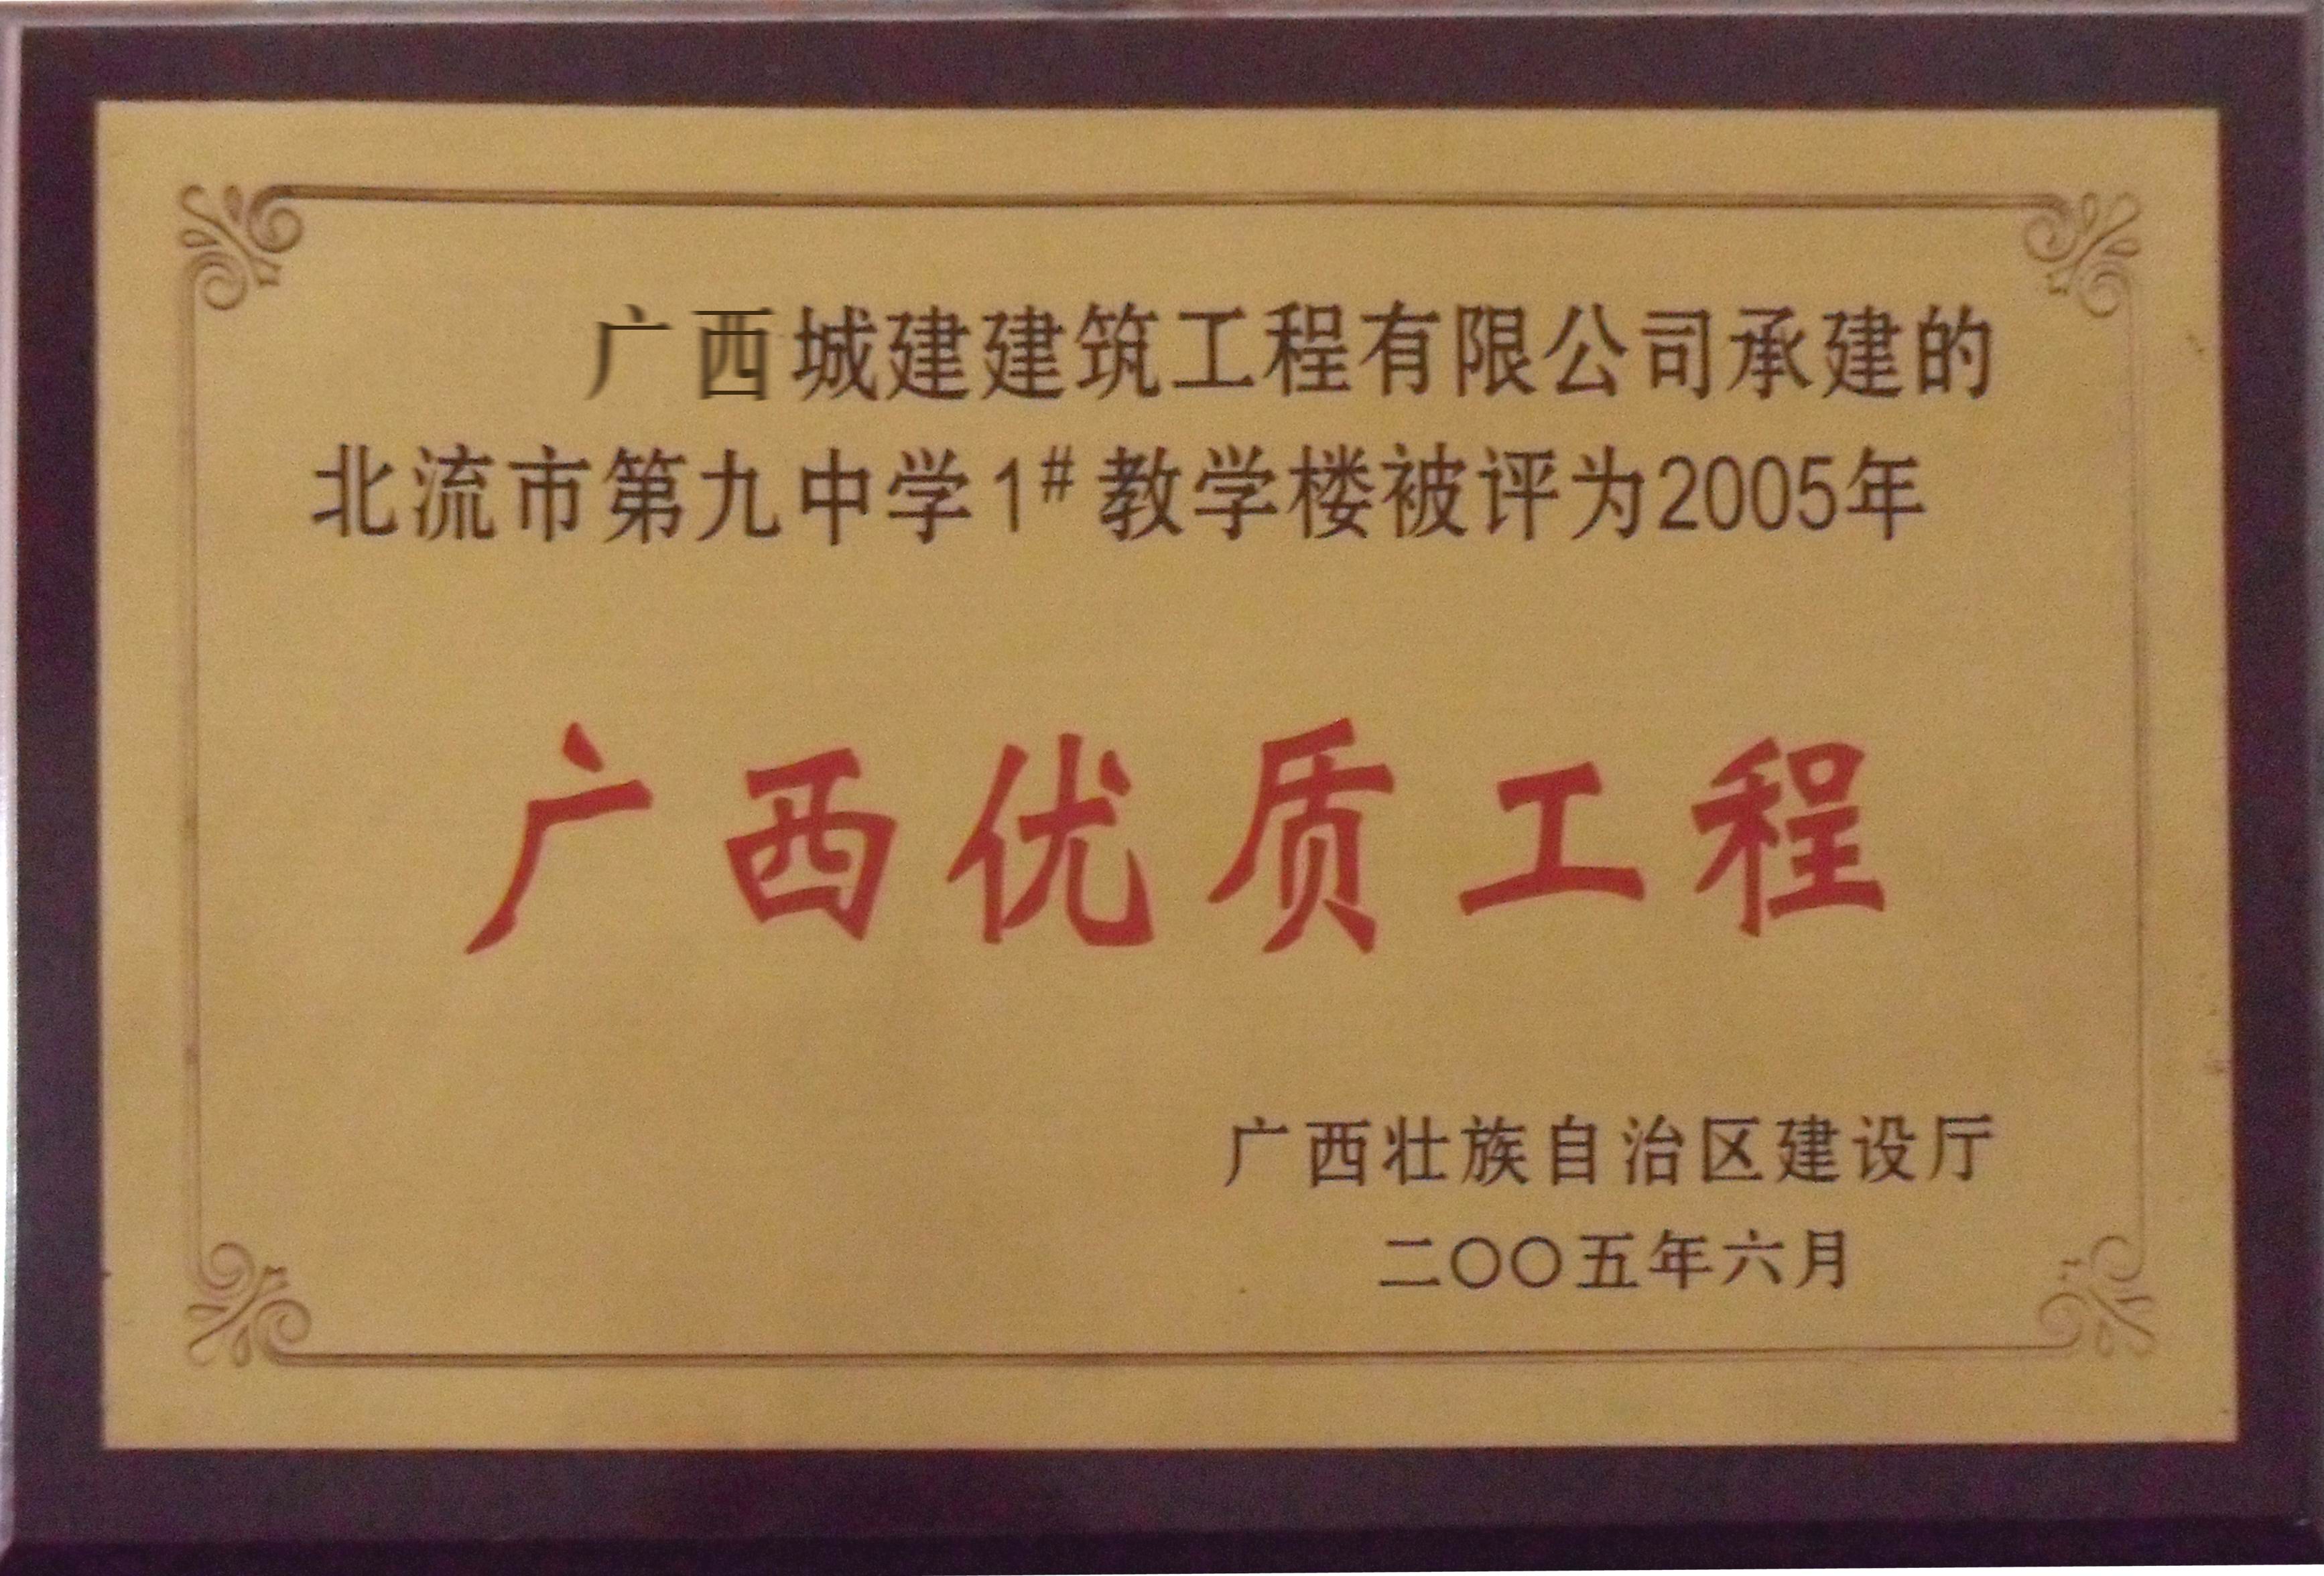 广西城建建筑工程有限公司承建的
北流市第九中学1#教学楼被评为2005年
广西优质工程
广西壮族自治区建设厅
二〇〇五年六月